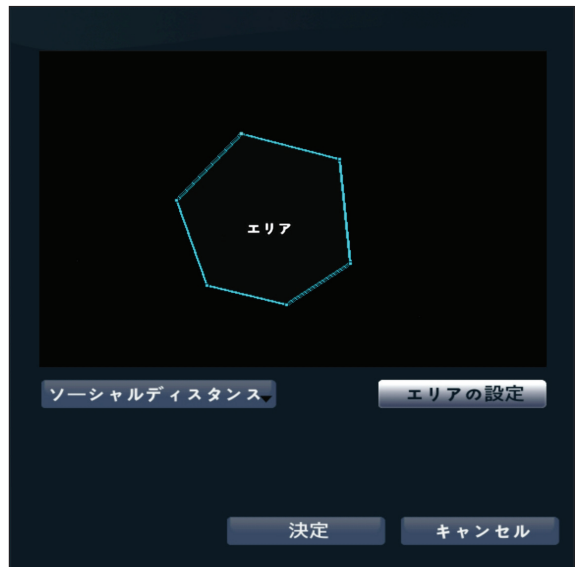 エリア
ソーシャルディスタンス
エリアの設定
決定
キャンセル